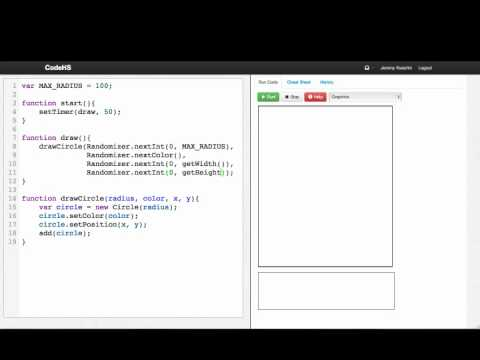 CodeHS
Jeremy Keeshin Logout
Run Code Cheat Sheet History
Run Stop Help Graphics
1 var MAX_RADIUS = 100;
2
3 function start(){
4 setTimer(draw, 50);
5 }
6
7 function draw(){
8 drawCircle(Randomizer.nextInt(0, MAX_RADIUS),
9 Randomizer.nextColor(),
10 Randomizer.nextInt(0, getWidth()),
11 Randomizer.nextInt(0, getHeight());
12 }
13
14 function drawCircle(radius, color, x, y){
15 var circle = new Circle(radius);
16 circle.setColor(color);
17 circle.setPosition(x, y);
18 add(circle);
19 }